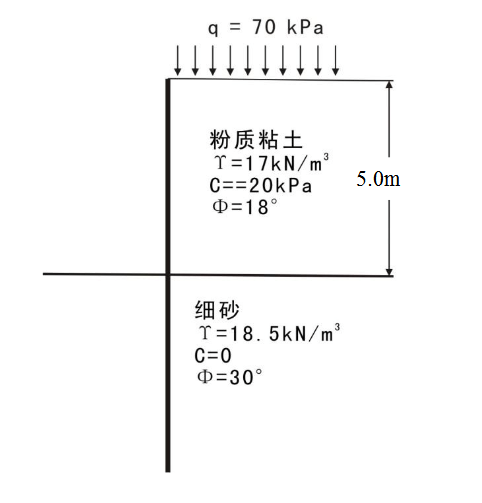 q = 70 kPa
粉质粘土
ϒ=17kN/m³
C==20kPa
Φ=18°
5.0m
细砂
ϒ=18.5kN/m³
C=0
Φ=30°